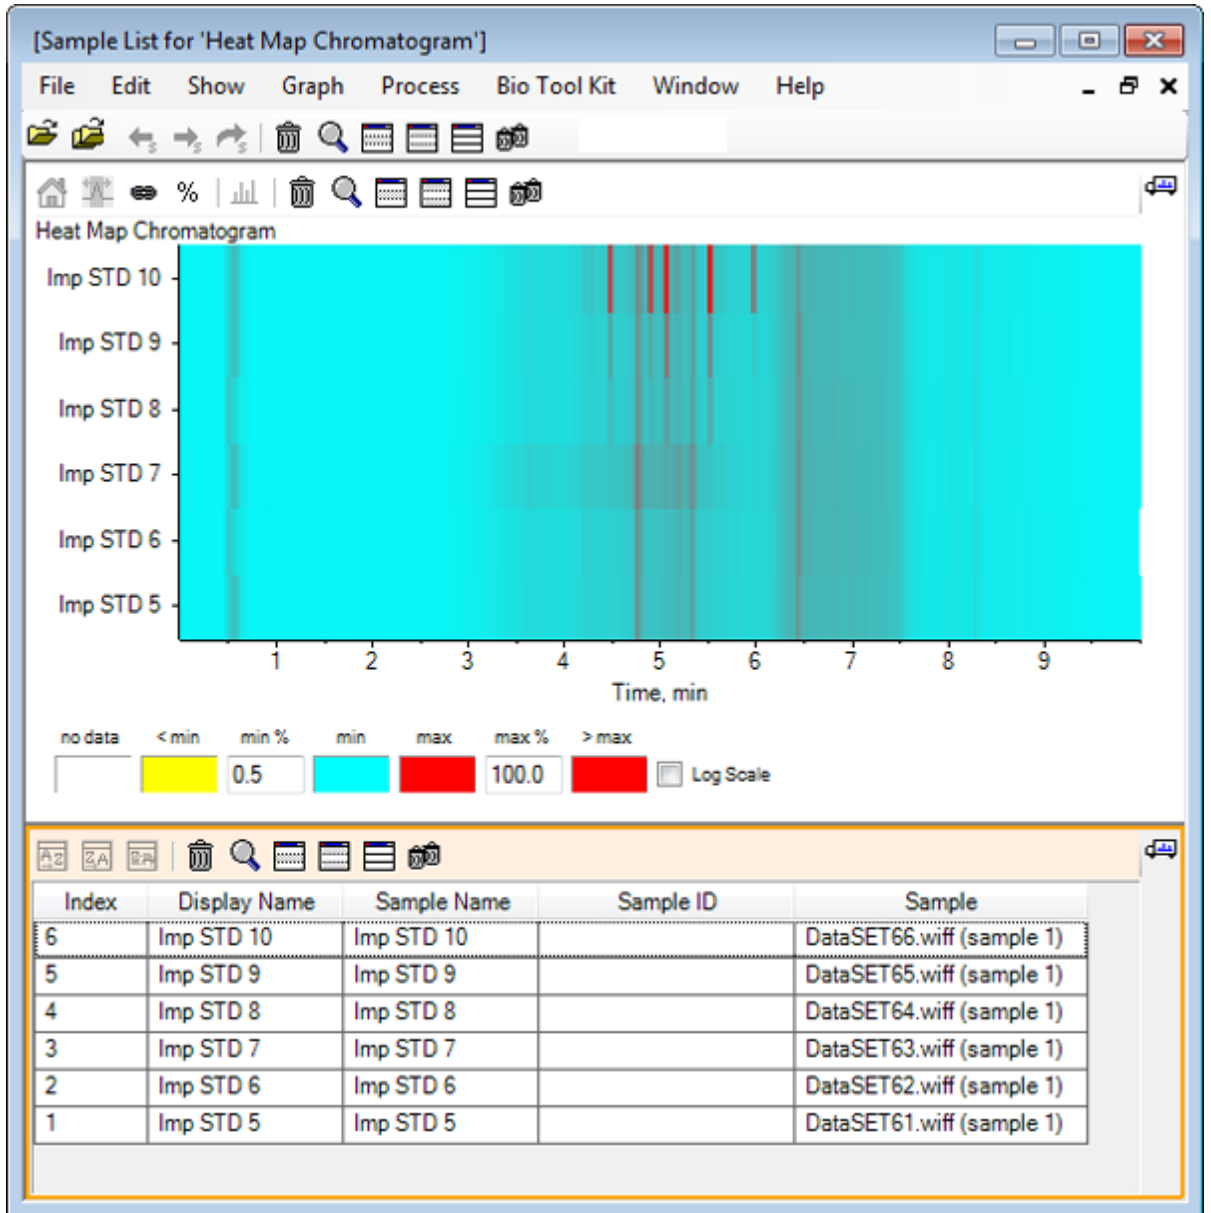 [Sample List for 'Heat Map Chromatogram']
File Edit Show Graph Process Bio Tool Kit Window Help
%
Heat Map Chromatogram
Imp STD 10
Imp STD 9
Imp STD 8
Imp STD 7
Imp STD 6
Imp STD 5
1 2 3 4 5 6 7 8 9
Time, min
no data < min min % min max max % > max
0.5 100.0 Log Scale
Index Display Name Sample Name Sample ID Sample
6 Imp STD 10 Imp STD 10 DataSET66.wiff (sample 1)
5 Imp STD 9 Imp STD 9 DataSET65.wiff (sample 1)
4 Imp STD 8 Imp STD 8 DataSET64.wiff (sample 1)
3 Imp STD 7 Imp STD 7 DataSET63.wiff (sample 1)
2 Imp STD 6 Imp STD 6 DataSET62.wiff (sample 1)
1 Imp STD 5 Imp STD 5 DataSET61.wiff (sample 1)